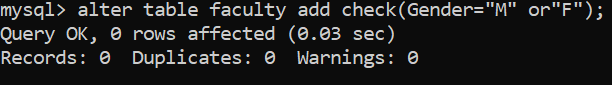 mysql> alter table faculty add check(Gender="M" or"F");
Query OK, 0 rows affected (0.03 sec)
Records: 0  Duplicates: 0  Warnings: 0